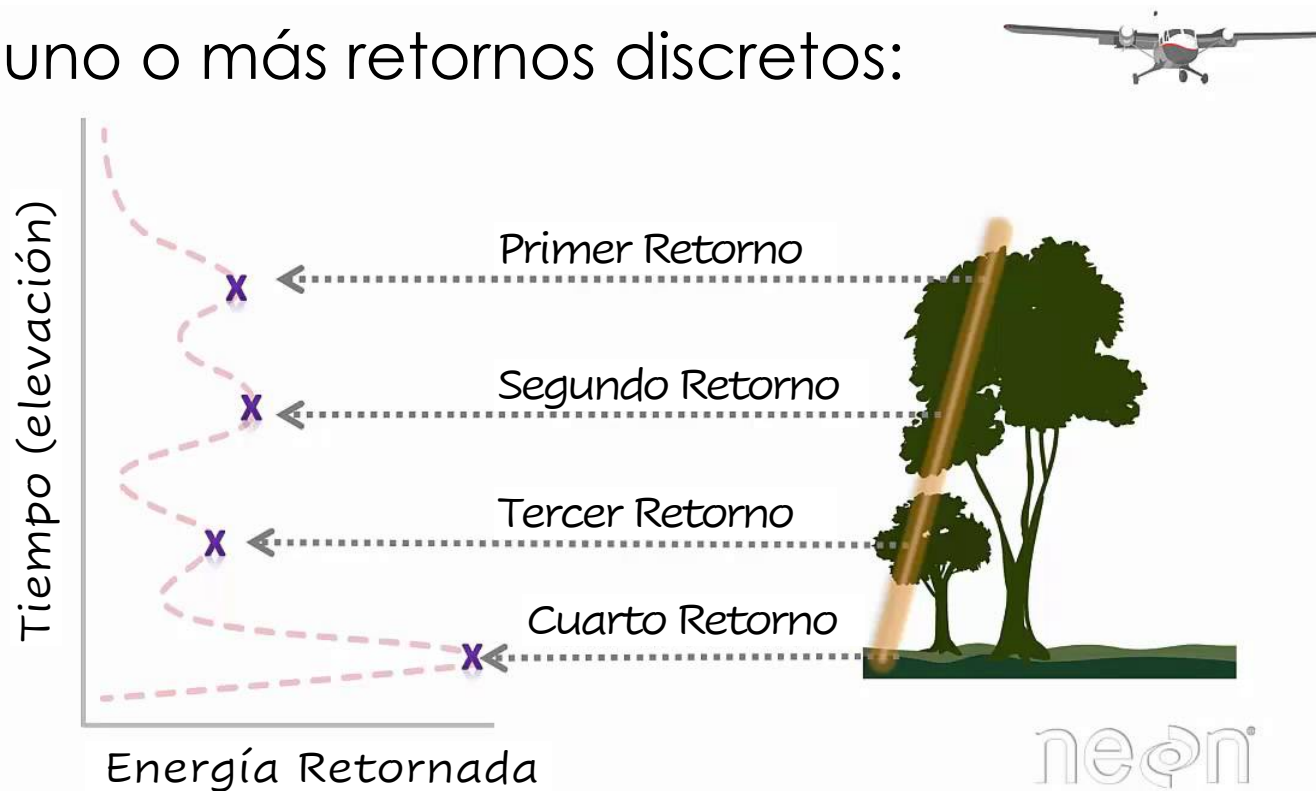 uno o más retornos discretos:
Tiempo (elevación)
Primer Retorno
X
Segundo Retorno
X
Tercer Retorno
X
Cuarto Retorno
X
Energía Retornada
neon